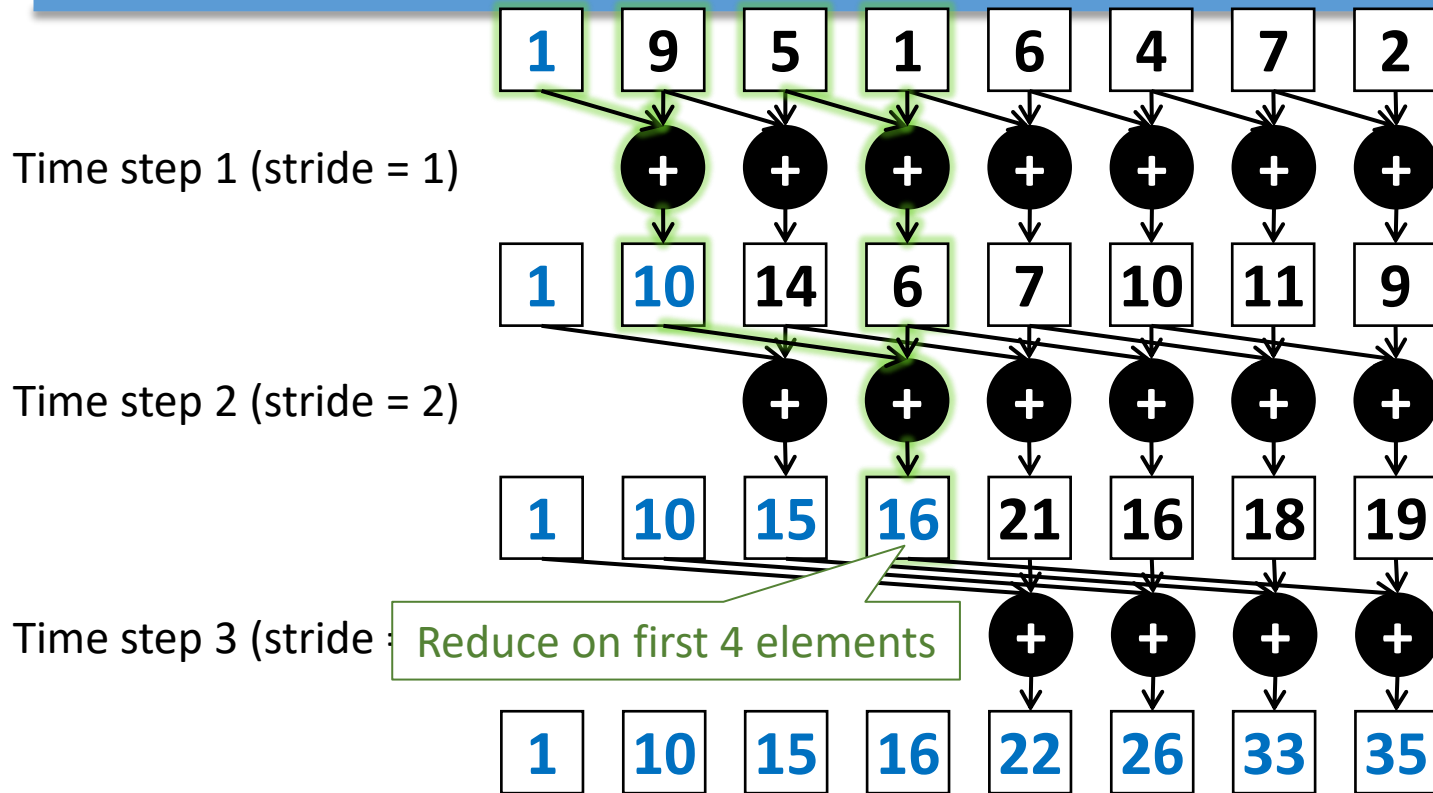 1 9 5 1 6 4 7 2
Time step 1 (stride = 1)
+ + + + + + +
1 10 14 6 7 10 11 9
Time step 2 (stride = 2)
+ + + + + +
1 10 15 16 21 16 18 19
Time step 3 (stride
Reduce on first 4 elements
+ + + +
1 10 15 16 22 26 33 35